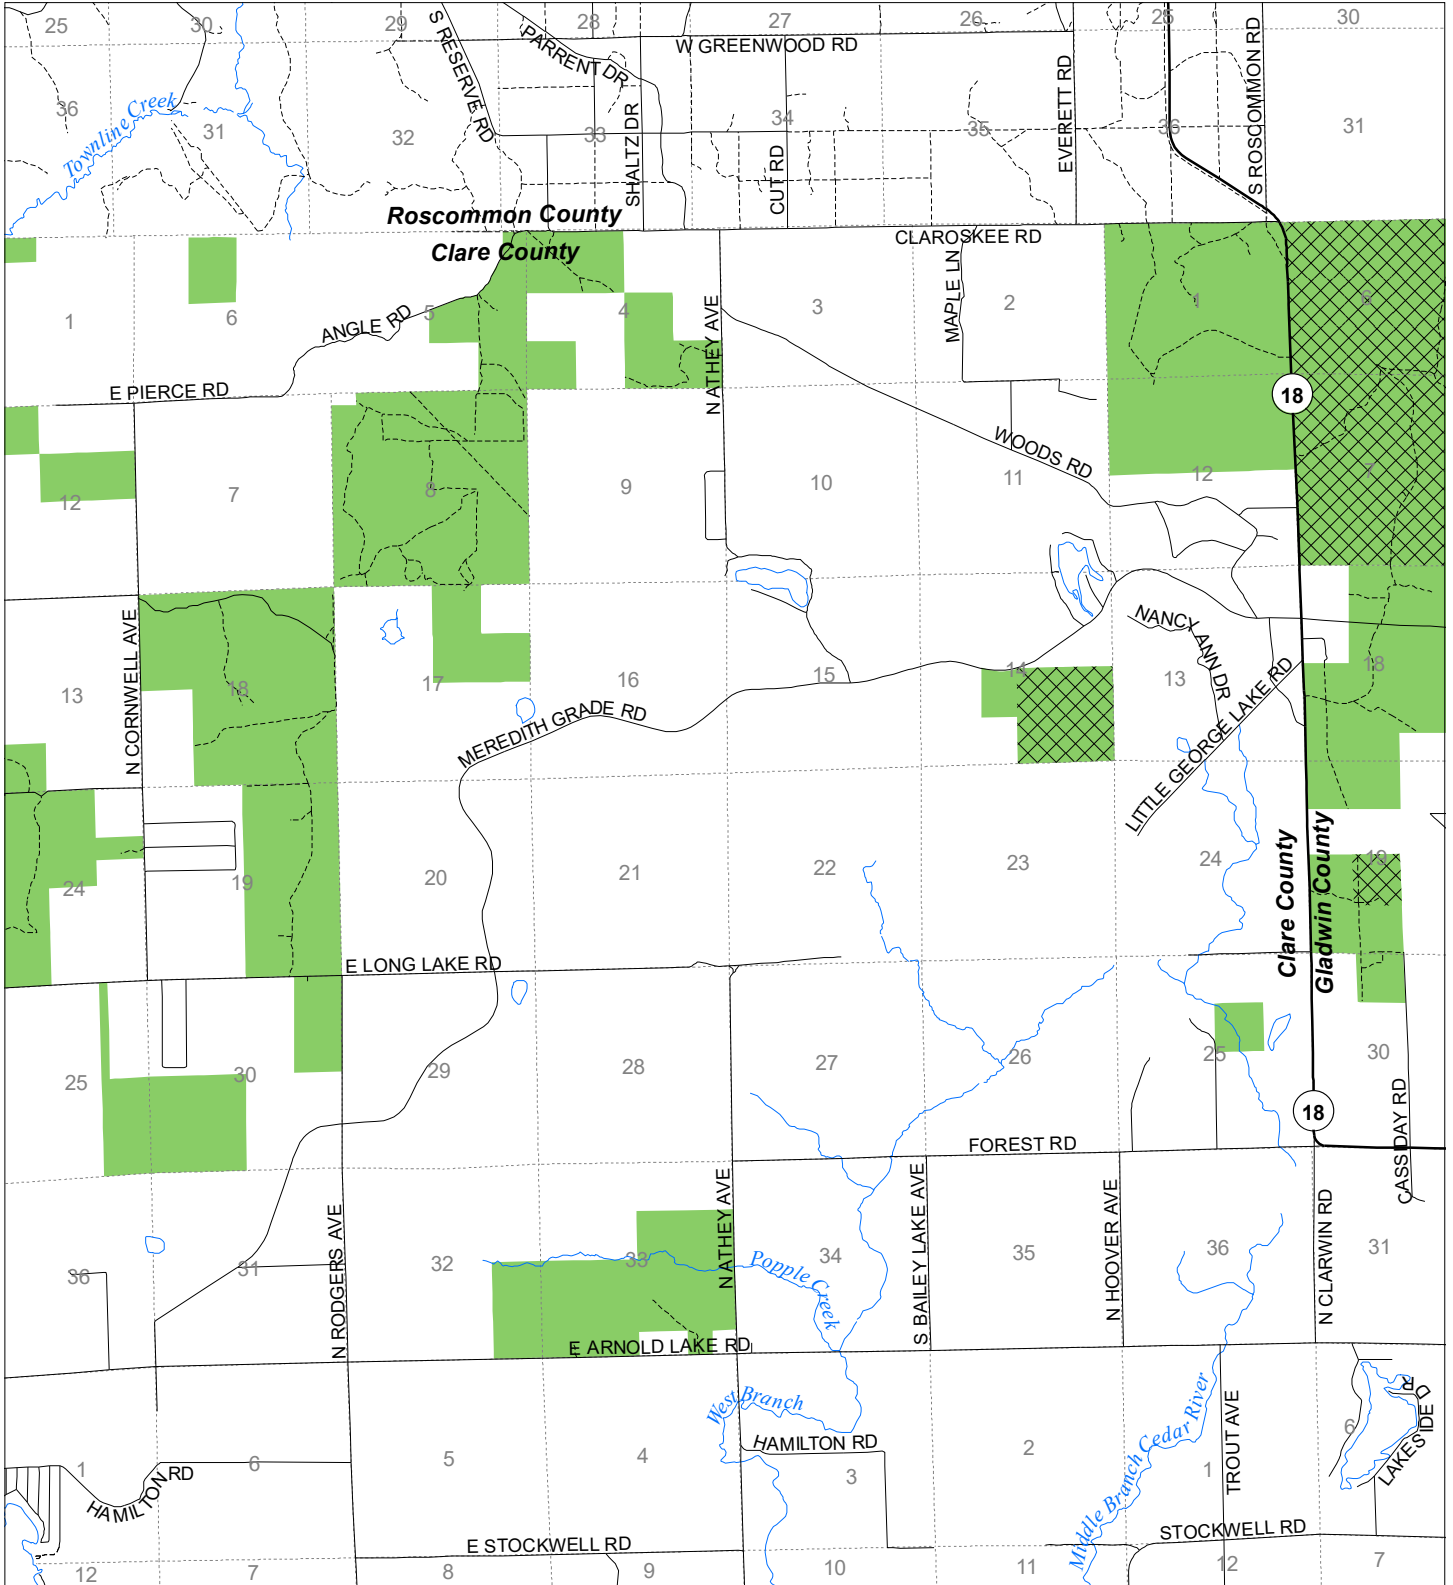 25
30
29
28
27
26
25
30
S RESERVE RD
PARRENT DR
W GREENWOOD RD
EVERETT RD
S ROSCOMMON RD
36
Townline Creek
31
32
33
34
35
36
31
SHALTZ DR
CUT RD
Roscommon County
Clare County
CLAROSKEE RD
1
6
ANGLE RD
5
4
N ATHEY AVE
3
MAPLE LN
2
1
6
E PIERCE RD
18
WOODS RD
12
7
8
9
10
11
12
7
N CORNWELL AVE
NANCY ANN DR
13
18
17
16
15
14
13
18
MEREDITH GRADE RD
LITTLE GEORGE LAKE RD
24
19
20
21
22
23
24
19
Clare County
Gladwin County
E LONG LAKE RD
25
30
29
28
27
26
25
30
18
CASSIDAY RD
FOREST RD
N RODGERS AVE
N ATHEY AVE
S BAILEY LAKE AVE
N HOOVER AVE
N CLARWIN RD
36
31
32
33
34
35
36
31
Popple Creek
E ARNOLD LAKE RD
West Branch
Middle Branch Cedar River
TROUT AVE
LAKESIDE DR
1
HAMILTON RD
6
5
4
HAMILTON RD
3
2
1
6
E STOCKWELL RD
STOCKWELL RD
12
7
8
9
10
11
12
7